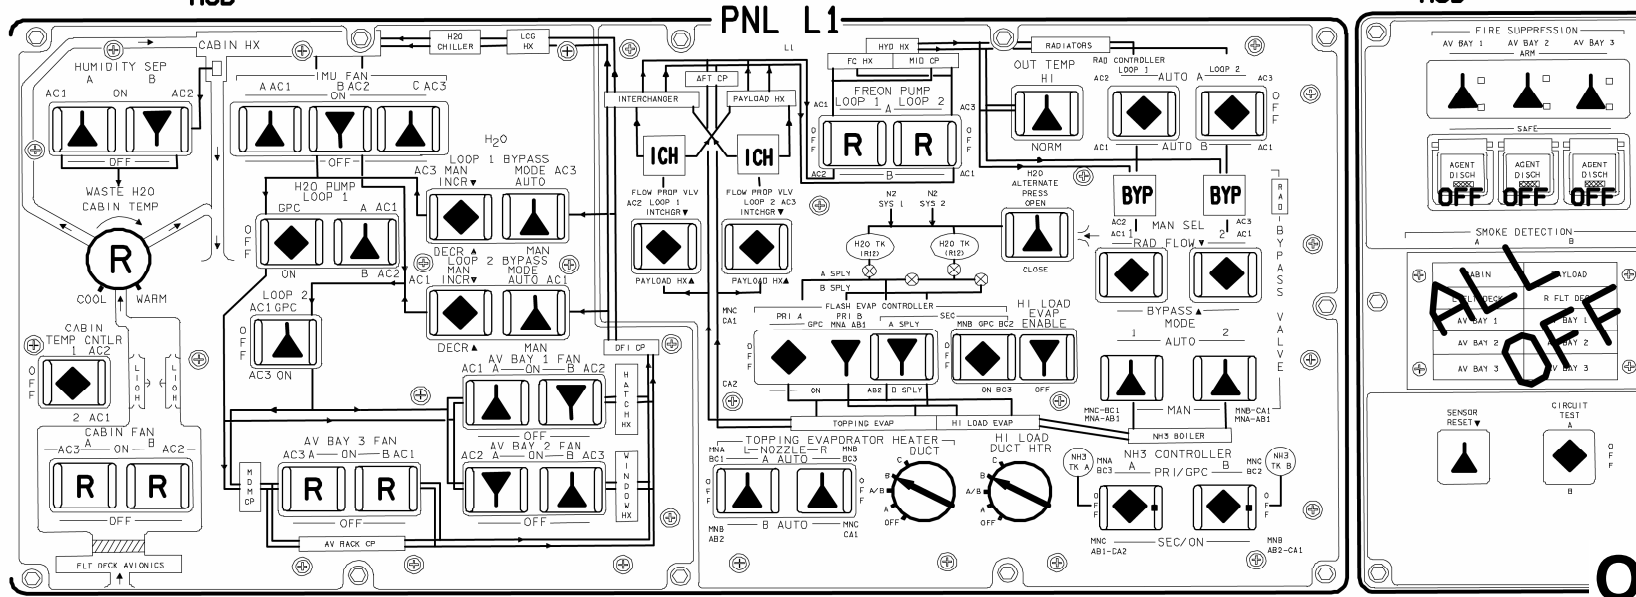 PNL L1
CABIN HX
HUMIDITY SEP
A B
AC1 ON AC2
OFF
WASTE H2O
CABIN TEMP
R
COOL WARM
CABIN
TEMP CNTLR
1 AC2
OFF
2 AC1
LIOH
LIOH
CABIN FAN
A B
AC3 ON AC2
R R
OFF
FLT DECK AVIONICS
IMU FAN
A AC1 B AC2 C AC3
ON
OFF
H2O PUMP
LOOP 1
GPC A AC1
OFF
ON B AC2
LOOP 2
AC1 GPC
OFF
AC3 ON
H2O
CHILLER
LCG
HX
H2O
LOOP 1 BYPASS
AC3 MAN MODE AC3
INCR▼ AUTO
DECR▲ MAN
LOOP 2 BYPASS
MAN MODE
AC1 INCR▼ AUTO AC1
DECR▲ MAN
AV BAY 1 FAN
AC1 A ON B AC2
OFF
AV BAY 2 FAN
AC2 A ON B AC3
OFF
AV BAY 3 FAN
AC3 A ON B AC1
R R
OFF
MDM CP
AV RACK CP
DFI CP
HATCH HX
WINDOW HX
L1
INTERCHANGER
AFT CP
PAYLOAD HX
ICH ICH
FLOW PROP VLV
AC2 LOOP 1
INTCHGR▼
PAYLOAD HX▲
FLOW PROP VLV
LOOP 2 AC3
INTCHGR▼
PAYLOAD HX▲
HYD HX
FC HX MID CP
FREON PUMP
LOOP 1 LOOP 2
AC1 A AC3
OFF R R OFF
AC2 B AC1
N2 N2
SYS 1 SYS 2
H2O TK
(R12)
H2O TK
(R12)
A SPLY
B SPLY
RADIATORS
OUT TEMP
HI
NORM
RAD CONTROLLER
LOOP 1 LOOP 2
AC2 AUTO A AC3
OFF
AC1 AUTO B AC1
H2O
ALTERNATE
PRESS
OPEN
CLOSE
BYP BYP
AC2 AC3
AC1 1 MAN SEL 2 AC1
RAD FLOW▼
BYPASS▲
RAD BYPASS VALVE
MODE
1 AUTO 2
MNC-BC1
MNA-AB1
MAN
MNB-CA1
MNA-AB1
MNC
CA1
FLASH EVAP CONTROLLER
PRI A PRI B SEC
GPC MNA AB1 A SPLY MNB GPC BC2
OFF
ON AB2 B SPLY ON BC3
CA2
HI LOAD
EVAP
ENABLE
OFF
OFF
TOPPING EVAP HI LOAD EVAP
NH3 BOILER
TOPPING EVAPORATOR HEATER
MNA L NOZZLE R MNB DUCT
BC1 A AUTO BC3
OFF OFF
MNB
AB2
B AUTO
MNC
CA1
C
B
A/B
A
OFF
HI LOAD
DUCT HTR
C
B
A/B
A
OFF
NH3 CONTROLLER
A B
NH3
TK A
MNA
BC3
PRI/GPC
MNC
BC2
NH3
TK B
OFF OFF
MNC
AB1-CA2
SEC/ON
MNB
AB2-CA1
FIRE SUPPRESSION
AV BAY 1 AV BAY 2 AV BAY 3
ARM
SAFE
AGENT
DISCH
AGENT
DISCH
AGENT
DISCH
OFF OFF OFF
SMOKE DETECTION
A B
CABIN PAYLOAD
L FLT DECK R FLT DECK
AV BAY 1 AV BAY 1
AV BAY 2 AV BAY 2
AV BAY 3 AV BAY 3
ALL
OFF
SENSOR
RESET▼
CIRCUIT
TEST
A
OFF
B